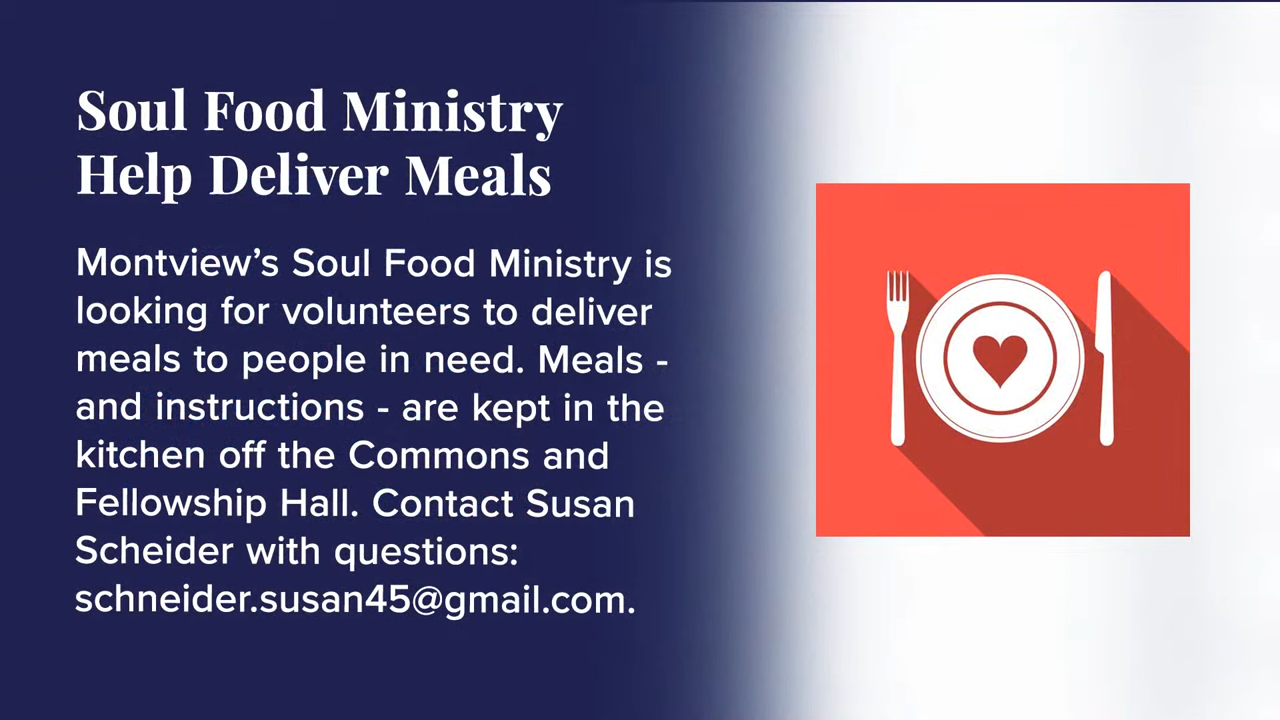 Soul Food Ministry
Help Deliver Meals
Montview’s Soul Food Ministry is
looking for volunteers to deliver
meals to people in need. Meals -
and instructions - are kept in the
kitchen off the Commons and
Fellowship Hall. Contact Susan
Scheider with questions:
schneider.susan45@gmail.com.